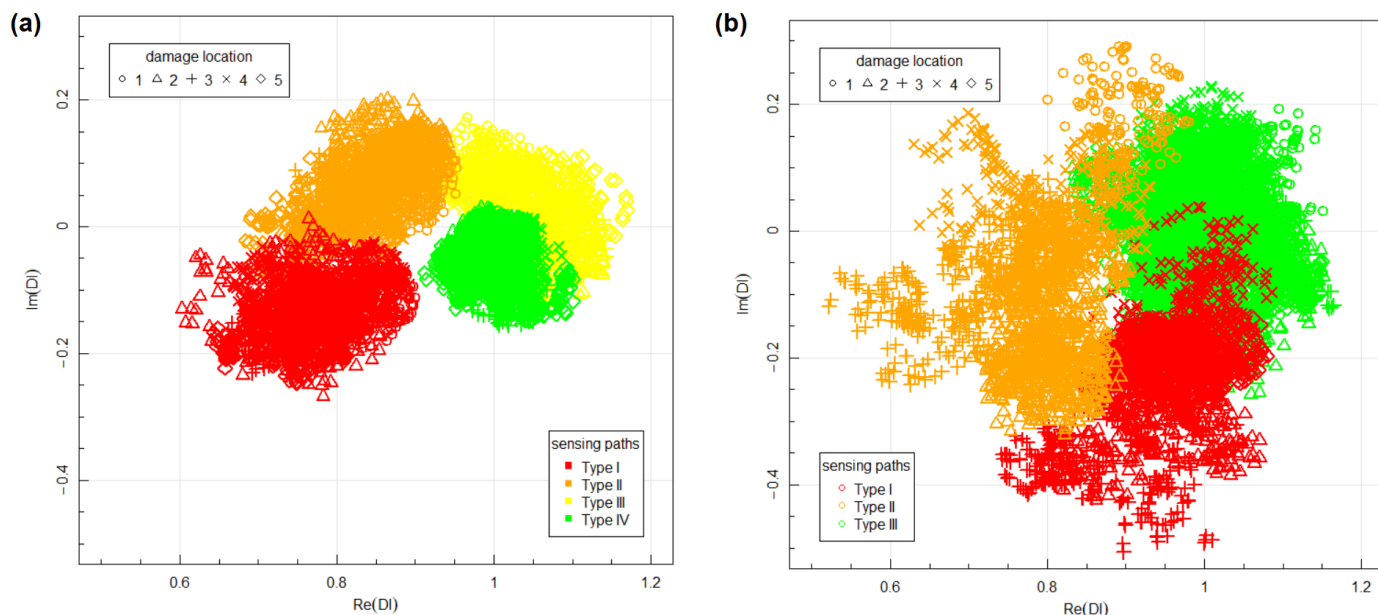 (a)
damage location
○ 1 △ 2 + 3 × 4 ◇ 5
0.2
0
−0.2
−0.4
Im(DI)
0.6 0.8 1 1.2
Re(DI)
sensing paths
Type I
Type II
Type III
Type IV
(b)
damage location
○ 1 △ 2 + 3 × 4 ◇ 5
0.2
0
−0.2
−0.4
Im(DI)
0.6 0.8 1 1.2
Re(DI)
sensing paths
Type I
Type II
Type III